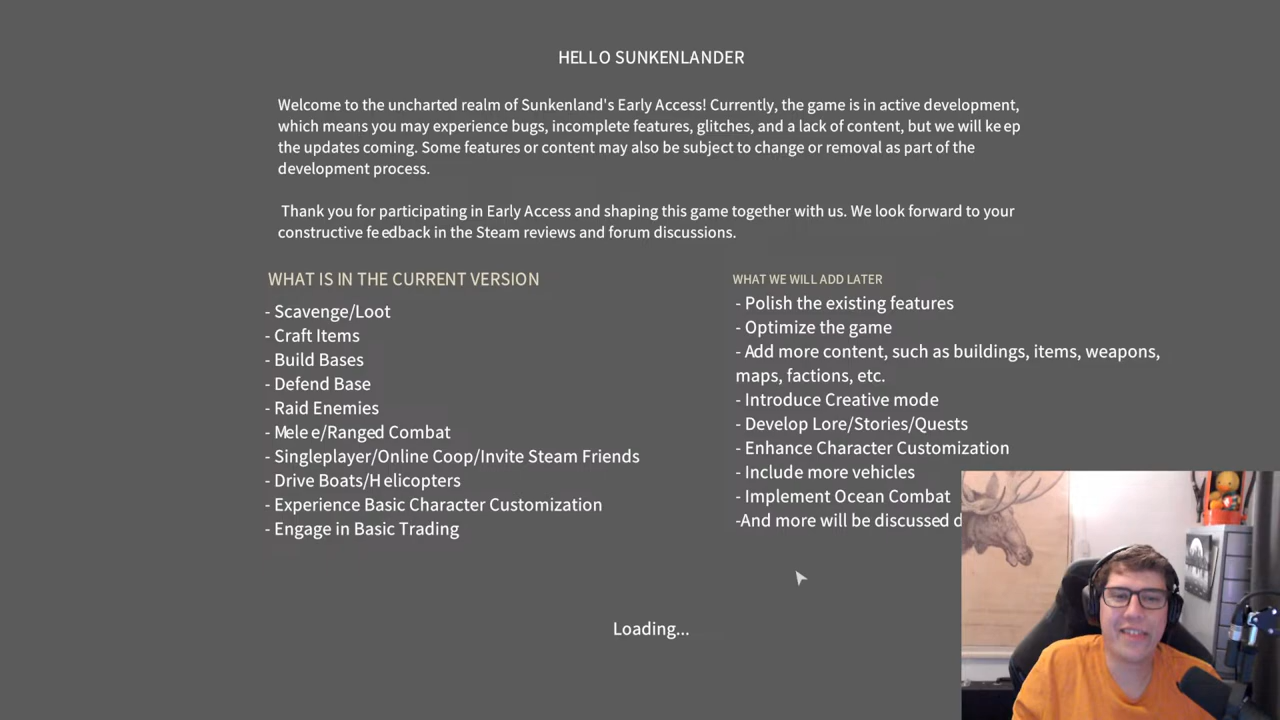 HELLO SUNKENLANDER
Welcome to the uncharted realm of Sunkenland's Early Access! Currently, the game is in active development,
which means you may experience bugs, incomplete features, glitches, and a lack of content, but we will keep
the updates coming. Some features or content may also be subject to change or removal as part of the
development process.
Thank you for participating in Early Access and shaping this game together with us. We look forward to your
constructive feedback in the Steam reviews and forum discussions.
WHAT IS IN THE CURRENT VERSION
- Scavenge/Loot
- Craft Items
- Build Bases
- Defend Base
- Raid Enemies
- Melee/Ranged Combat
- Singleplayer/Online Coop/Invite Steam Friends
- Drive Boats/Helicopters
- Experience Basic Character Customization
- Engage in Basic Trading
WHAT WE WILL ADD LATER
- Polish the existing features
- Optimize the game
- Add more content, such as buildings, items, weapons,
maps, factions, etc.
- Introduce Creative mode
- Develop Lore/Stories/Quests
- Enhance Character Customization
- Include more vehicles
- Implement Ocean Combat
-And more will be discussed
Loading...